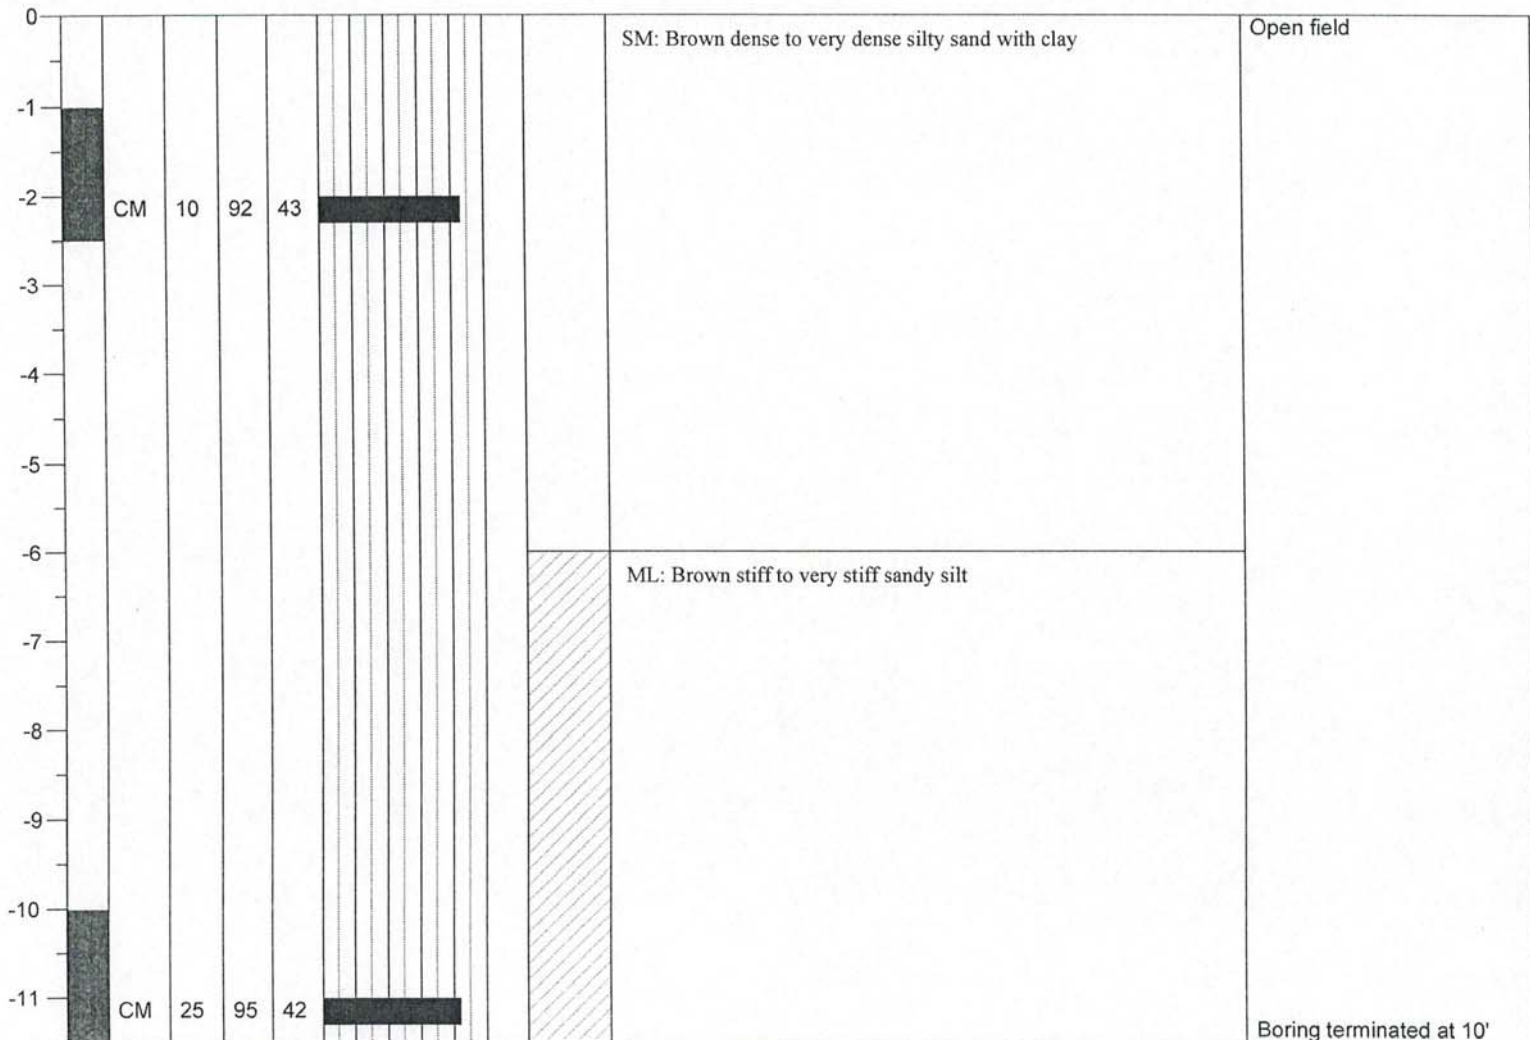 0
SM: Brown dense to very dense silty sand with clay
Open field
-1
-2
CM 10 92 43
-3
-4
-5
-6
ML: Brown stiff to very stiff sandy silt
-7
-8
-9
-10
-11
CM 25 95 42
Boring terminated at 10'